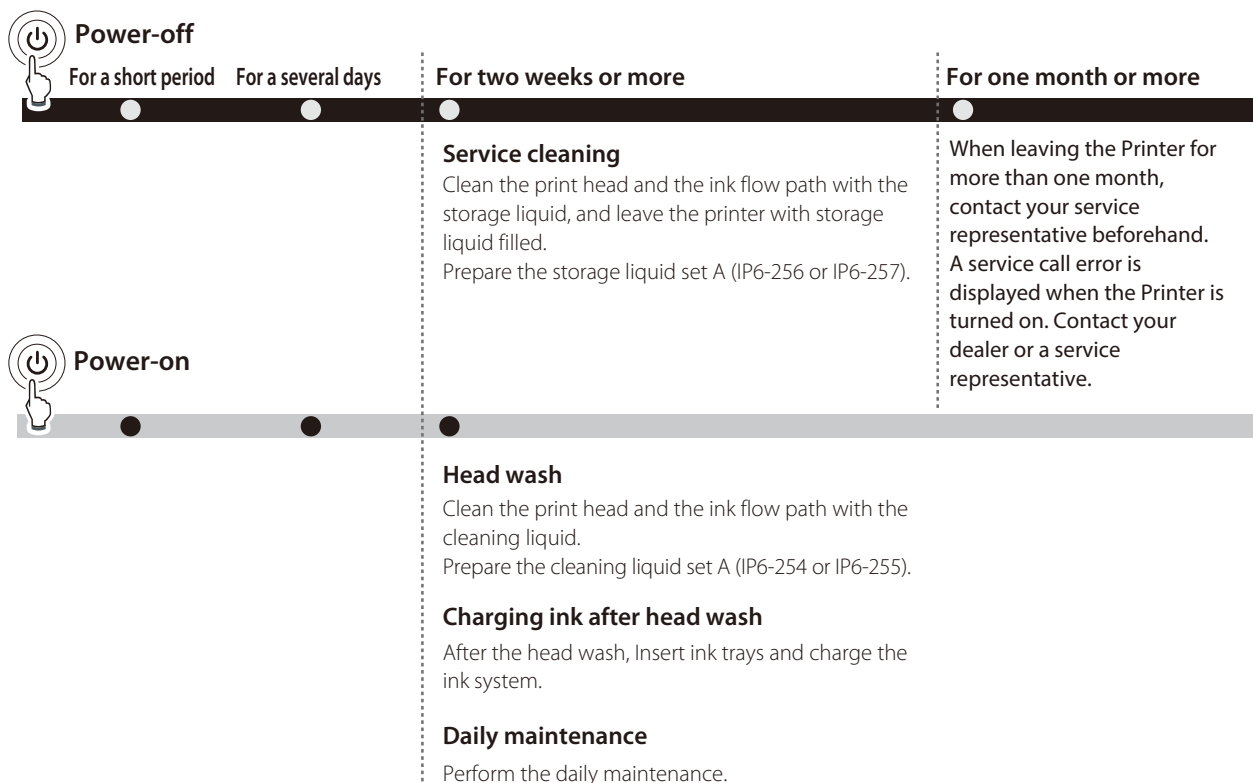 Power-off
For a short period
For a several days
For two weeks or more
For one month or more
Service cleaning
Clean the print head and the ink flow path with the
storage liquid, and leave the printer with storage
liquid filled.
Prepare the storage liquid set A (IP6-256 or IP6-257).
When leaving the Printer for
more than one month,
contact your service
representative beforehand.
A service call error is
displayed when the Printer is
turned on. Contact your
dealer or a service
representative.
Power-on
Head wash
Clean the print head and the ink flow path with the
cleaning liquid.
Prepare the cleaning liquid set A (IP6-254 or IP6-255).
Charging ink after head wash
After the head wash, Insert ink trays and charge the
ink system.
Daily maintenance
Perform the daily maintenance.